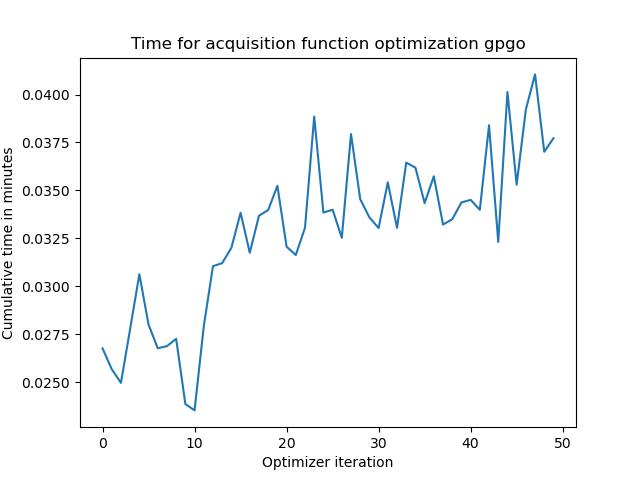 Time for acquisition function optimization gpgo
0.0400
0.0375
0.0350
0.0325
0.0300
0.0275
0.0250
Cumulative time in minutes
0 10 20 30 40 50
Optimizer iteration